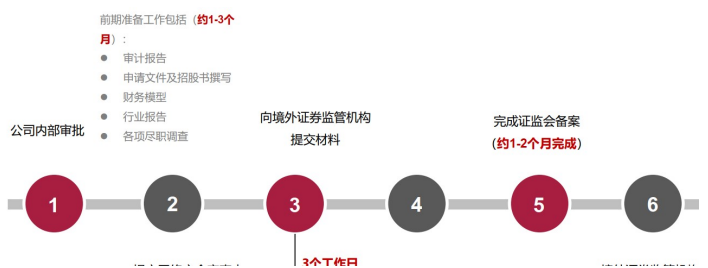 前期准备工作包括（约1-3个
月）:
● 审计报告
● 申请文件及招股书撰写
● 财务模型
● 行业报告
● 各项尽职调查
公司内部审批
向境外证券监管机构
提交材料
完成证监会备案
（约1-2个月完成）
1
2
3
4
5
6
3个工作日